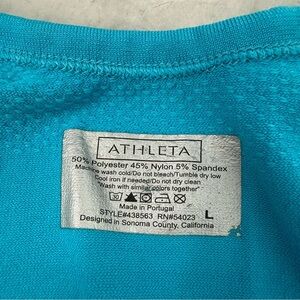 ATHLETA
50% Polyester 45% Nylon 5% Spandex
Machine wash cold/Do not bleach/Tumble dry low
Cool iron if needed/Do not dry clean
"Wash with similar colors together"
30
Made in Portugal
STYLE#438563 RN#54023 L
Designed in Sonoma County, California